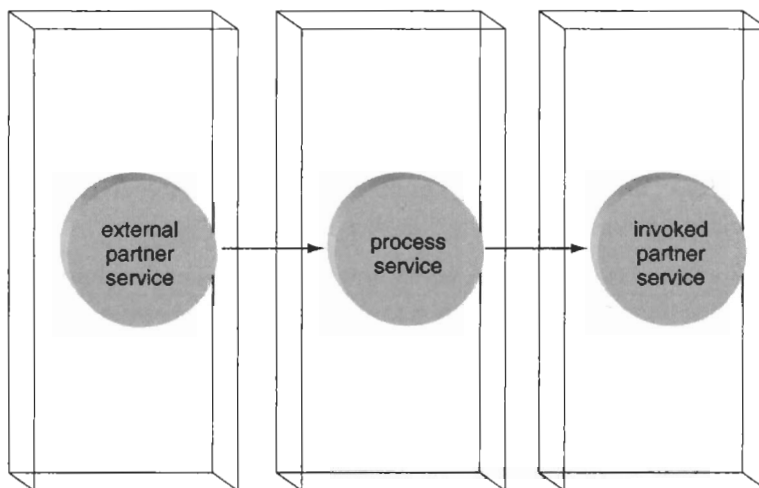 external
partner
service
process
service
invoked
partner
service